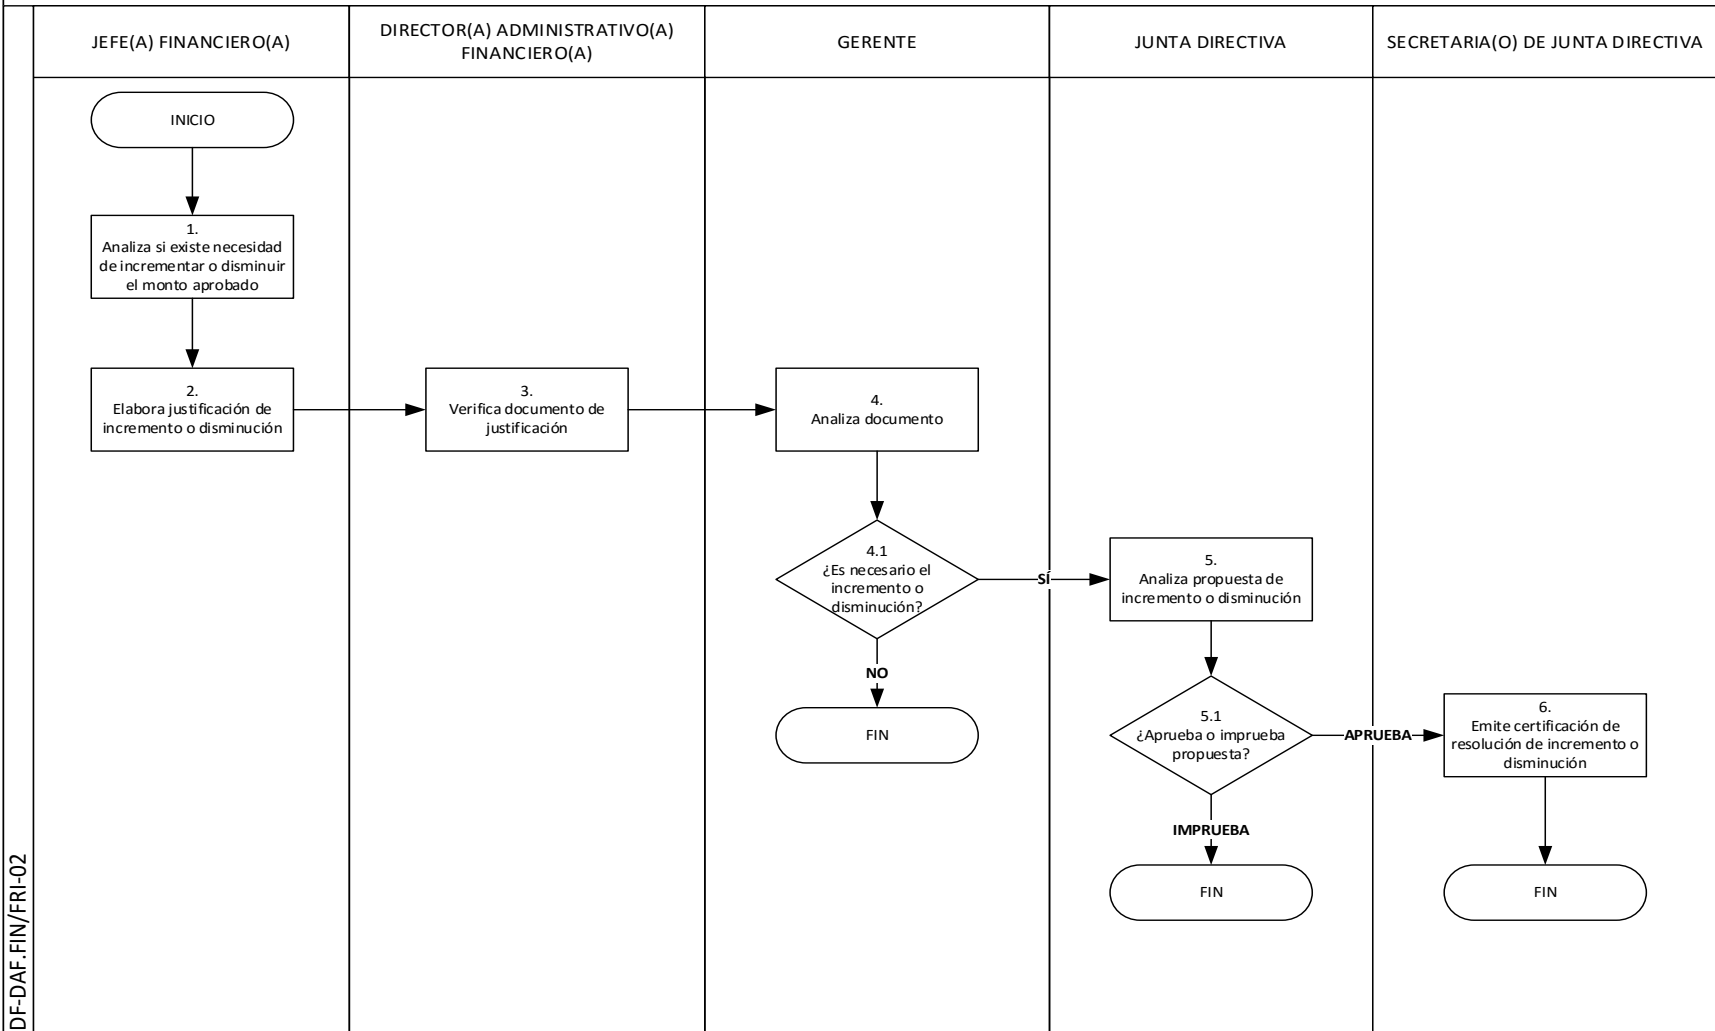 JEFE(A) FINANCIERO(A)
DIRECTOR(A) ADMINISTRATIVO(A)
FINANCIERO(A)
GERENTE
JUNTA DIRECTIVA
SECRETARIA(O) DE JUNTA DIRECTIVA
INICIO
1.
Analiza si existe necesidad
de incrementar o disminuir
el monto aprobado
2.
Elabora justificación de
incremento o disminución
3.
Verifica documento de
justificación
4.
Analiza documento
4.1
¿Es necesario el
incremento o
disminución?
SÍ
NO
FIN
5.
Analiza propuesta de
incremento o disminución
5.1
¿Aprueba o imprueba
propuesta?
APRUEBA
IMPRUEBA
FIN
6.
Emite certificación de
resolución de incremento o
disminución
FIN
DF-DAF.FIN/FRI-02